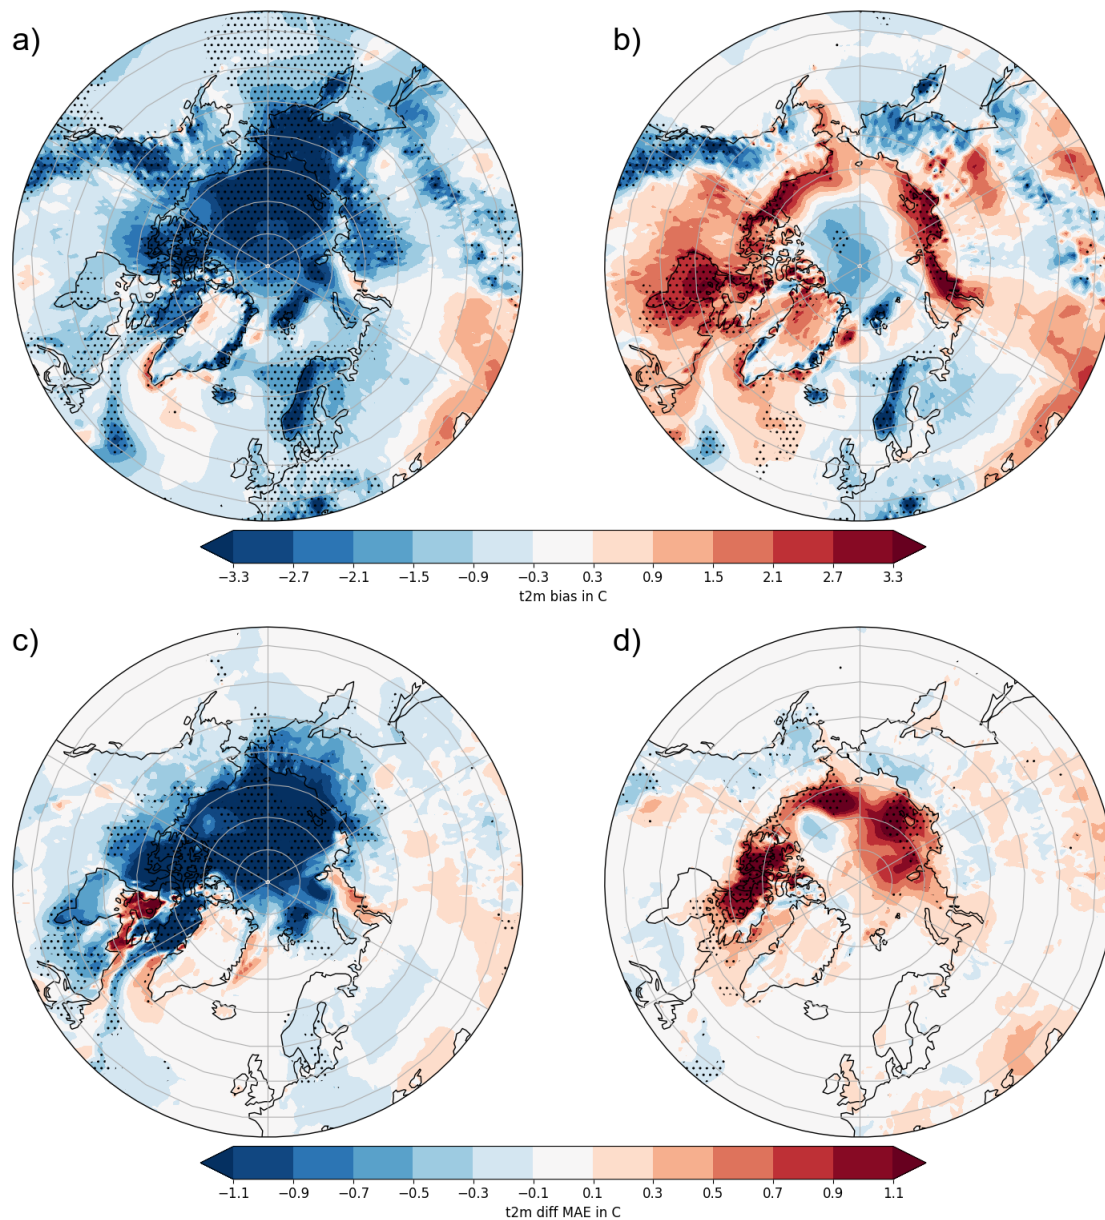 a)
b)
−3.3 −2.7 −2.1 −1.5 −0.9 −0.3 0.3 0.9 1.5 2.1 2.7 3.3
t2m bias in C
c)
d)
−1.1 −0.9 −0.7 −0.5 −0.3 −0.1 0.1 0.3 0.5 0.7 0.9 1.1
t2m diff MAE in C